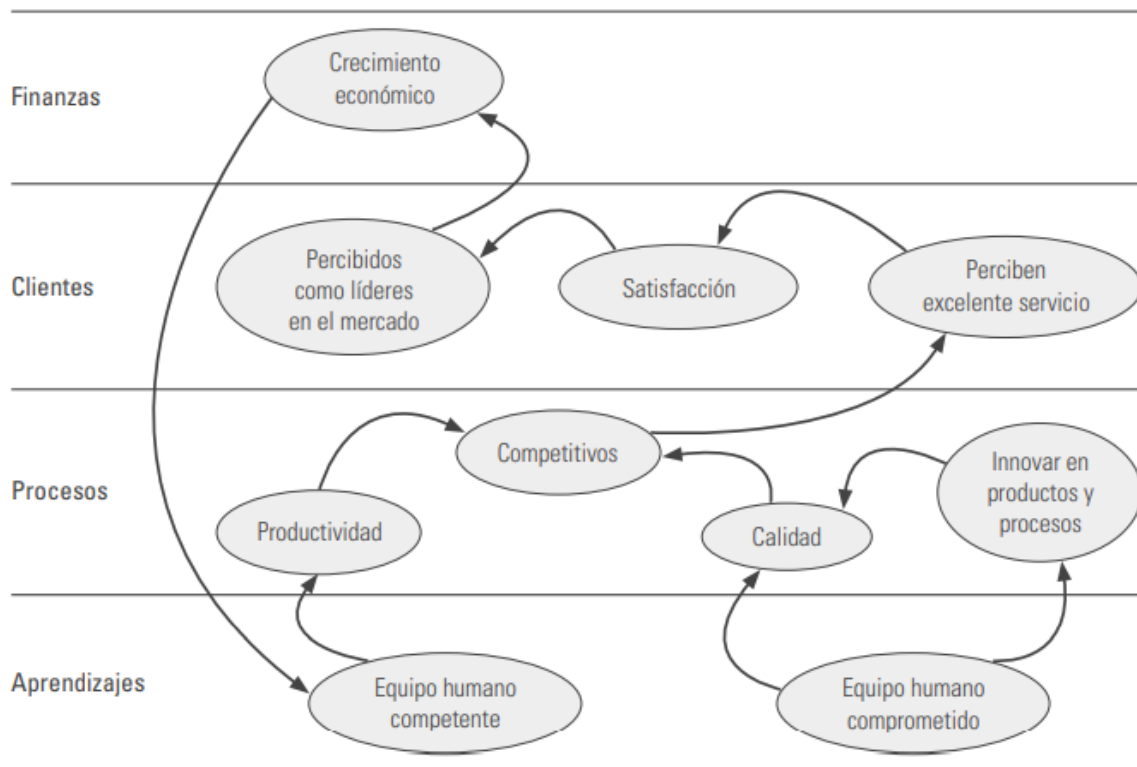 Finanzas
Crecimiento
económico
Clientes
Percibidos
como líderes
en el mercado
Satisfacción
Perciben
excelente servicio
Procesos
Productividad
Competitivos
Calidad
Innovar en
productos y
procesos
Aprendizajes
Equipo humano
competente
Equipo humano
comprometido